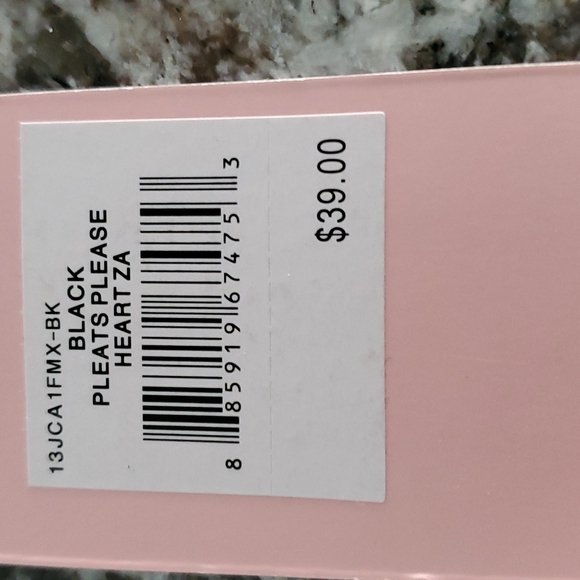 13JCA1FMX-BK
BLACK
PLEATS PLEASE
HEART ZA
8 85919 67475 3
$39.00